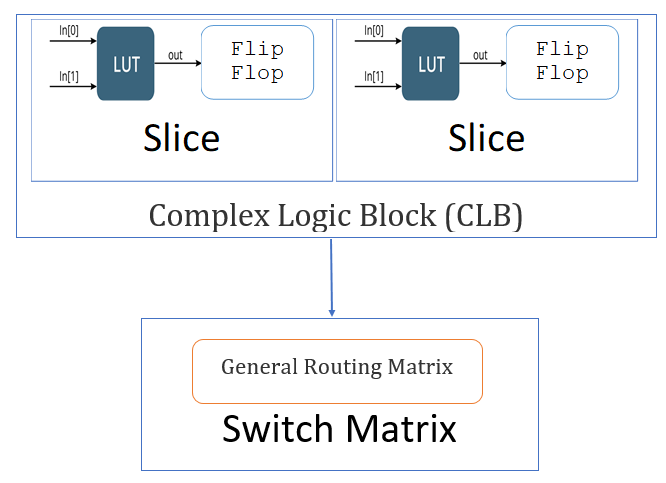 In[0]
LUT
out
In[1]
Flip
Flop
Slice
In[0]
LUT
out
In[1]
Flip
Flop
Slice
Complex Logic Block (CLB)
General Routing Matrix
Switch Matrix